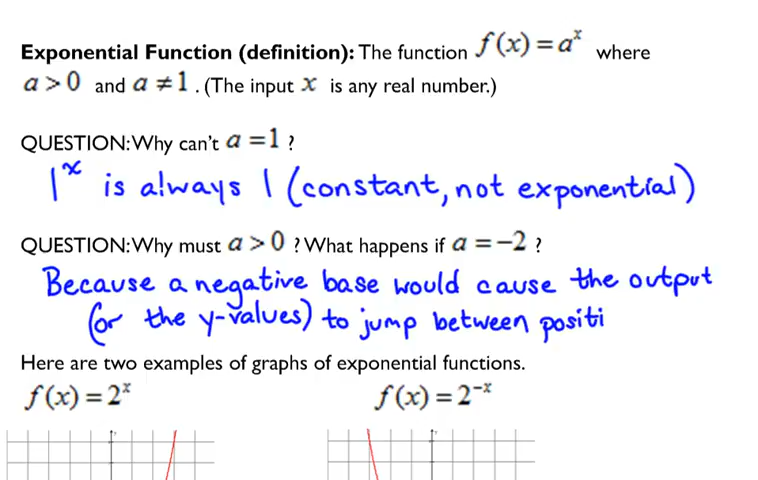 Exponential Function (definition): The function f(x) = aˣ where
a > 0 and a ≠ 1. (The input x is any real number.)
QUESTION: Why can't a = 1 ?
1ˣ is always 1 (constant, not exponential)
QUESTION: Why must a > 0 ? What happens if a = −2 ?
Because a negative base would cause the output
(or the y-values) to jump between positi
Here are two examples of graphs of exponential functions.
f(x) = 2ˣ f(x) = 2⁻ˣ